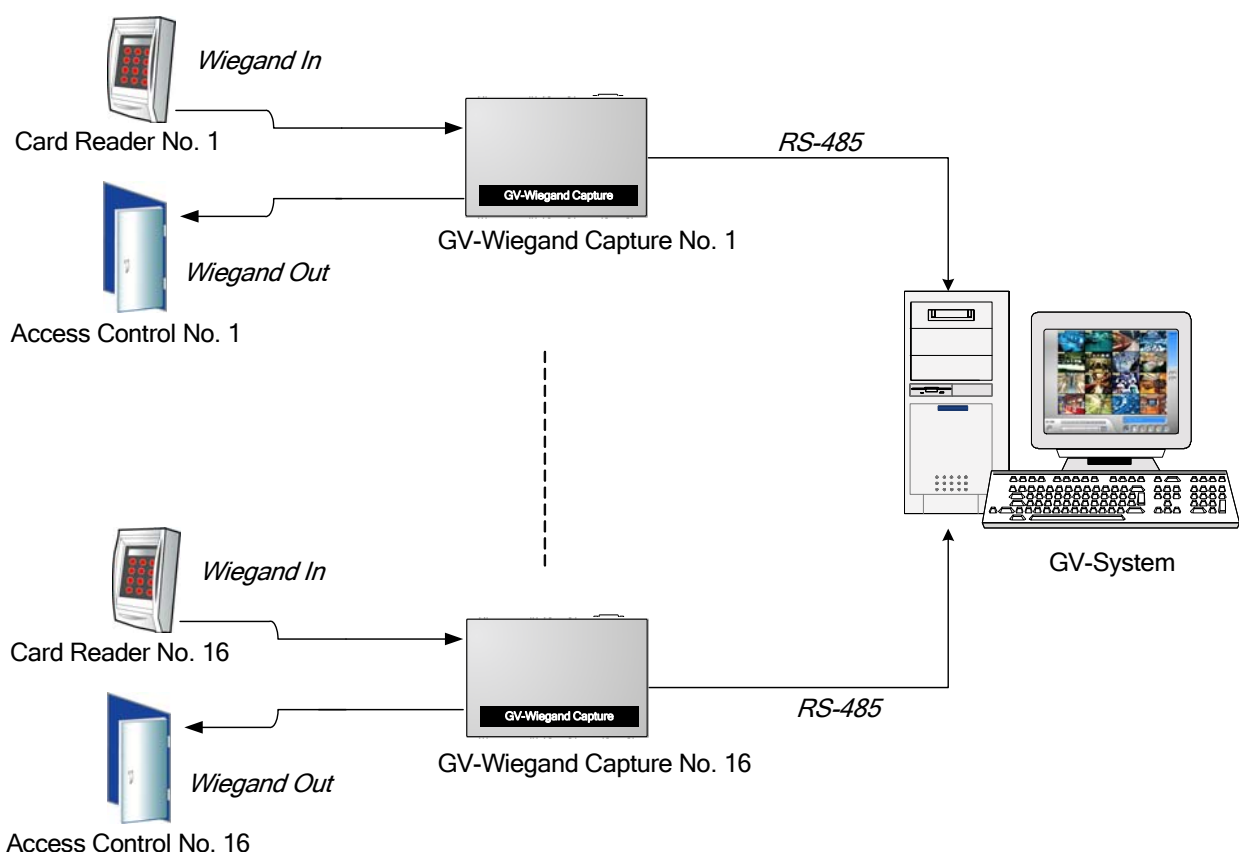 Wiegand In
Card Reader No. 1
RS-485
GV-Wiegand Capture
GV-Wiegand Capture No. 1
Wiegand Out
Access Control No. 1
GV-System
Wiegand In
Card Reader No. 16
RS-485
GV-Wiegand Capture
GV-Wiegand Capture No. 16
Wiegand Out
Access Control No. 16